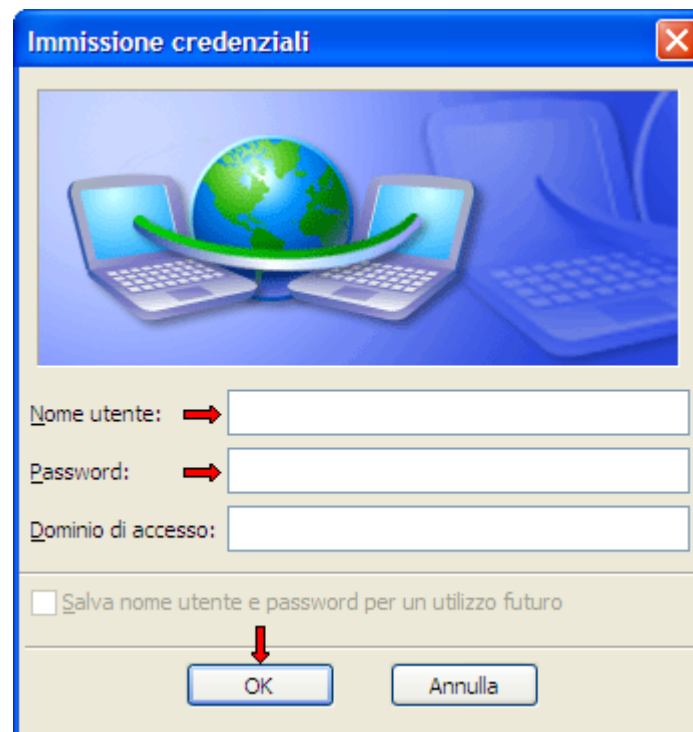 Immissione credenziali
Nome utente:
Password:
Dominio di accesso:
Salva nome utente e password per un utilizzo futuro
OK Annulla